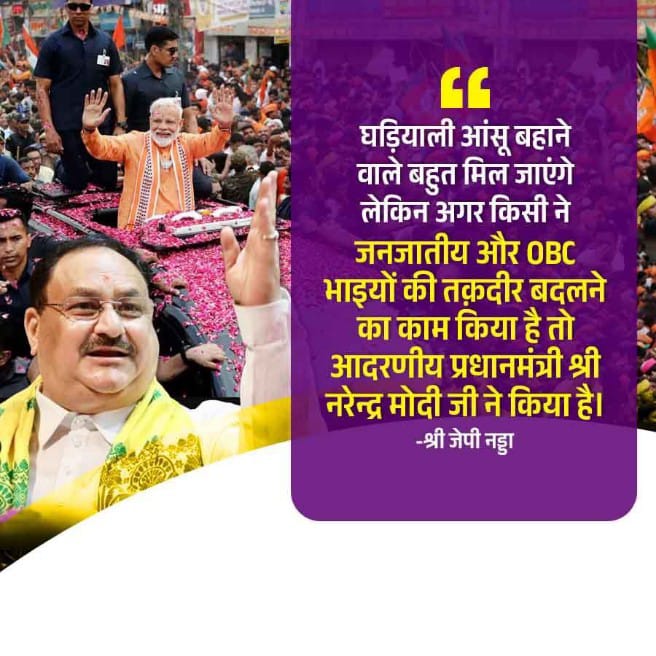 घड़ियाली आंसू बहाने
वाले बहुत मिल जाएंगे
लेकिन अगर किसी ने
जनजातीय और OBC
भाइयों की तक़दीर बदलने
का काम किया है तो
आदरणीय प्रधानमंत्री श्री
नरेन्द्र मोदी जी ने किया है।
-श्री जेपी नड्डा